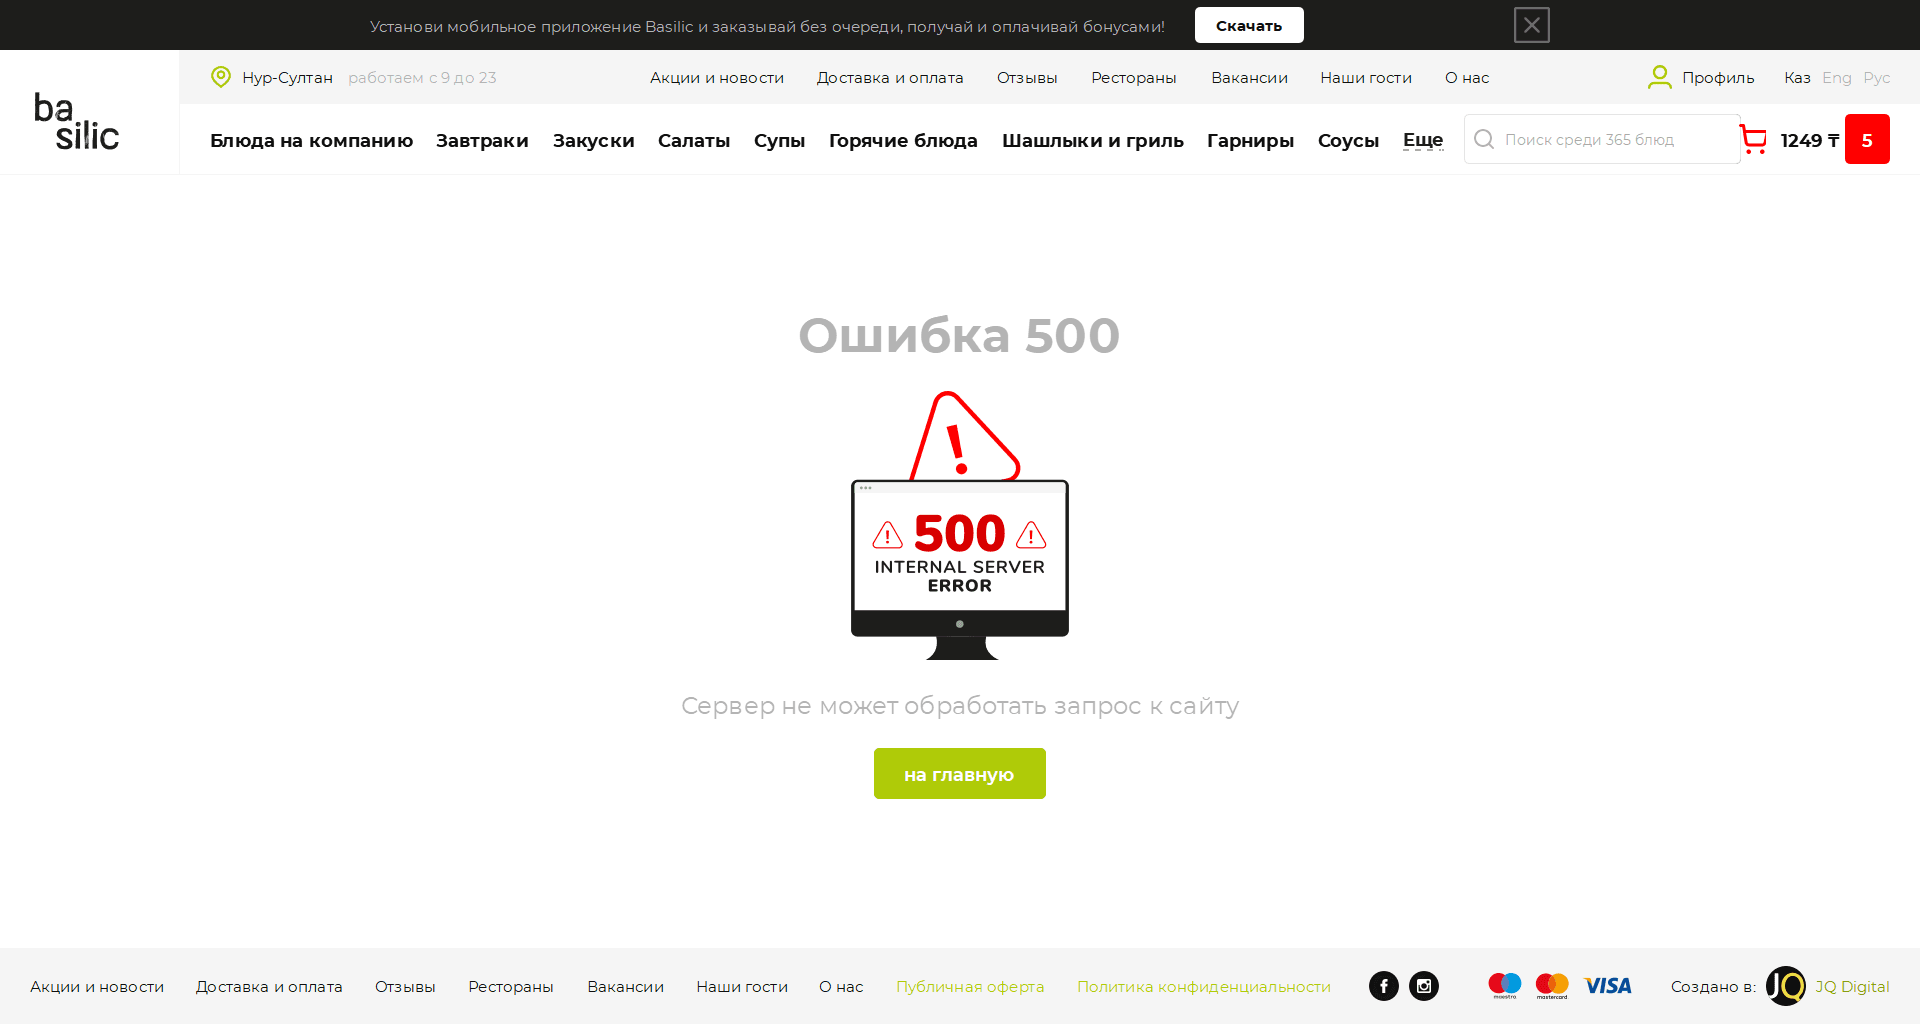 Установи мобильное приложение Basilic и заказывай без очереди, получай и оплачивай бонусами!
Скачать
ba
silic
Нур-Султан
работаем с 9 до 23
Акции и новости
Доставка и оплата
Отзывы
Рестораны
Вакансии
Наши гости
О нас
Профиль
Каз
Eng
Рус
Блюда на компанию
Завтраки
Закуски
Салаты
Супы
Горячие блюда
Шашлыки и гриль
Гарниры
Соусы
Еще
Поиск среди 365 блюд
1249 ₸
5
Ошибка 500
!
! 500 !
INTERNAL SERVER
ERROR
Сервер не может обработать запрос к сайту
на главную
Акции и новости
Доставка и оплата
Отзывы
Рестораны
Вакансии
Наши гости
О нас
Публичная оферта
Политика конфиденциальности
maestro
mastercard
VISA
Создано в:
JQ
JQ Digital